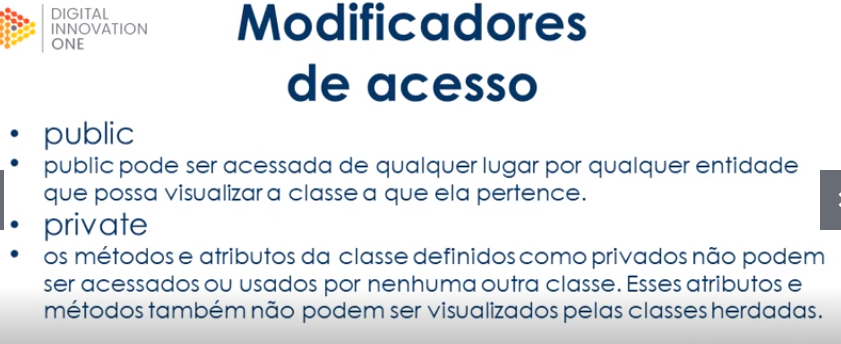 DIGITAL
INNOVATION
ONE
Modificadores
de acesso
• public
• public pode ser acessada de qualquer lugar por qualquer entidade
que possa visualizar a classe a que ela pertence.
• private
• os métodos e atributos da classe definidos como privados não podem
ser acessados ou usados por nenhuma outra classe. Esses atributos e
métodos também não podem ser visualizados pelas classes herdadas.